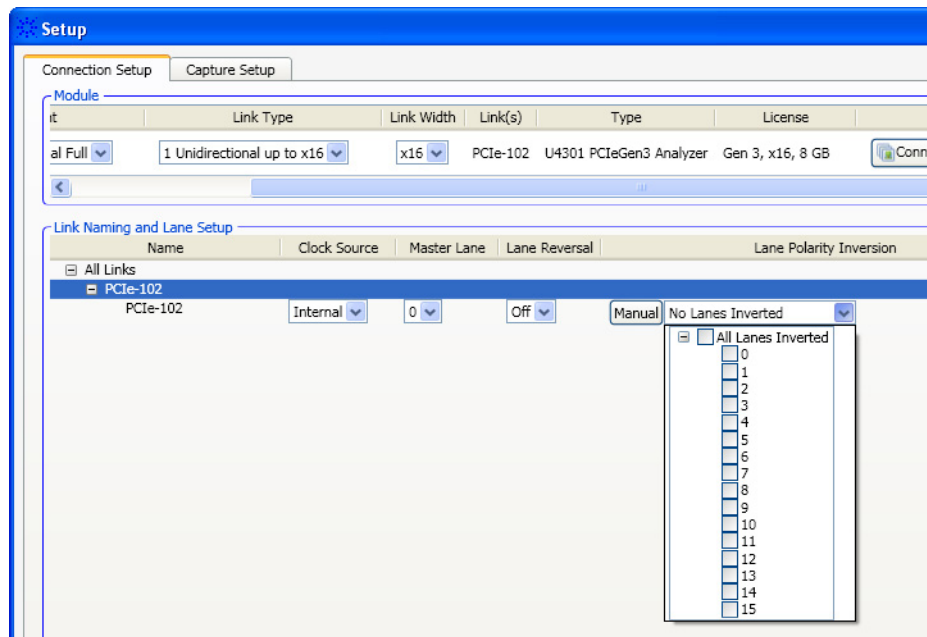 Setup
Connection Setup Capture Setup
Module
Link Type Link Width Link(s) Type License
al Full 1 Unidirectional up to x16 x16 PCIe-102 U4301 PCIeGen3 Analyzer Gen 3, x16, 8 GB Conn
Link Naming and Lane Setup
Name Clock Source Master Lane Lane Reversal Lane Polarity Inversion
All Links
PCIe-102
PCIe-102 Internal 0 Off Manual No Lanes Inverted
All Lanes Inverted
0
1
2
3
4
5
6
7
8
9
10
11
12
13
14
15